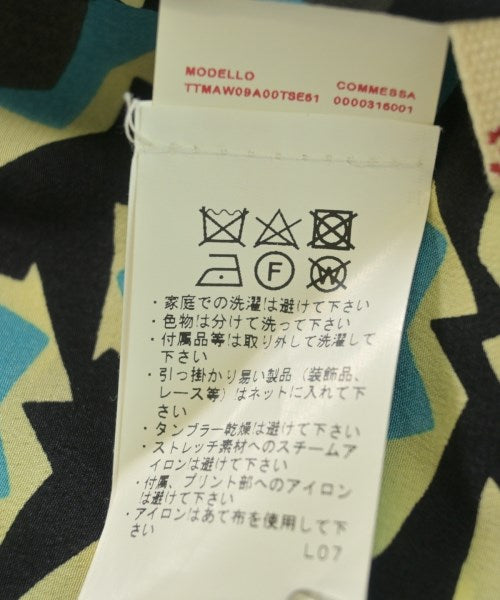 MODELLO COMMESSA
TTMAW09A00TSE61 0000316001
F W
・家庭での洗濯は避けて下さい
・色物は分けて洗って下さい
・付属品等は取り外して洗濯して
下さい
・引っ掛かり易い製品（装飾品、
レース等）はネットに入れて下
さい
・タンブラー乾燥は避けて下さい
・ストレッチ素材へのスチームア
イロンは避けて下さい
・付属、プリント部へのアイロン
は避けて下さい
・アイロンはあて布を使用して下
さい
L07